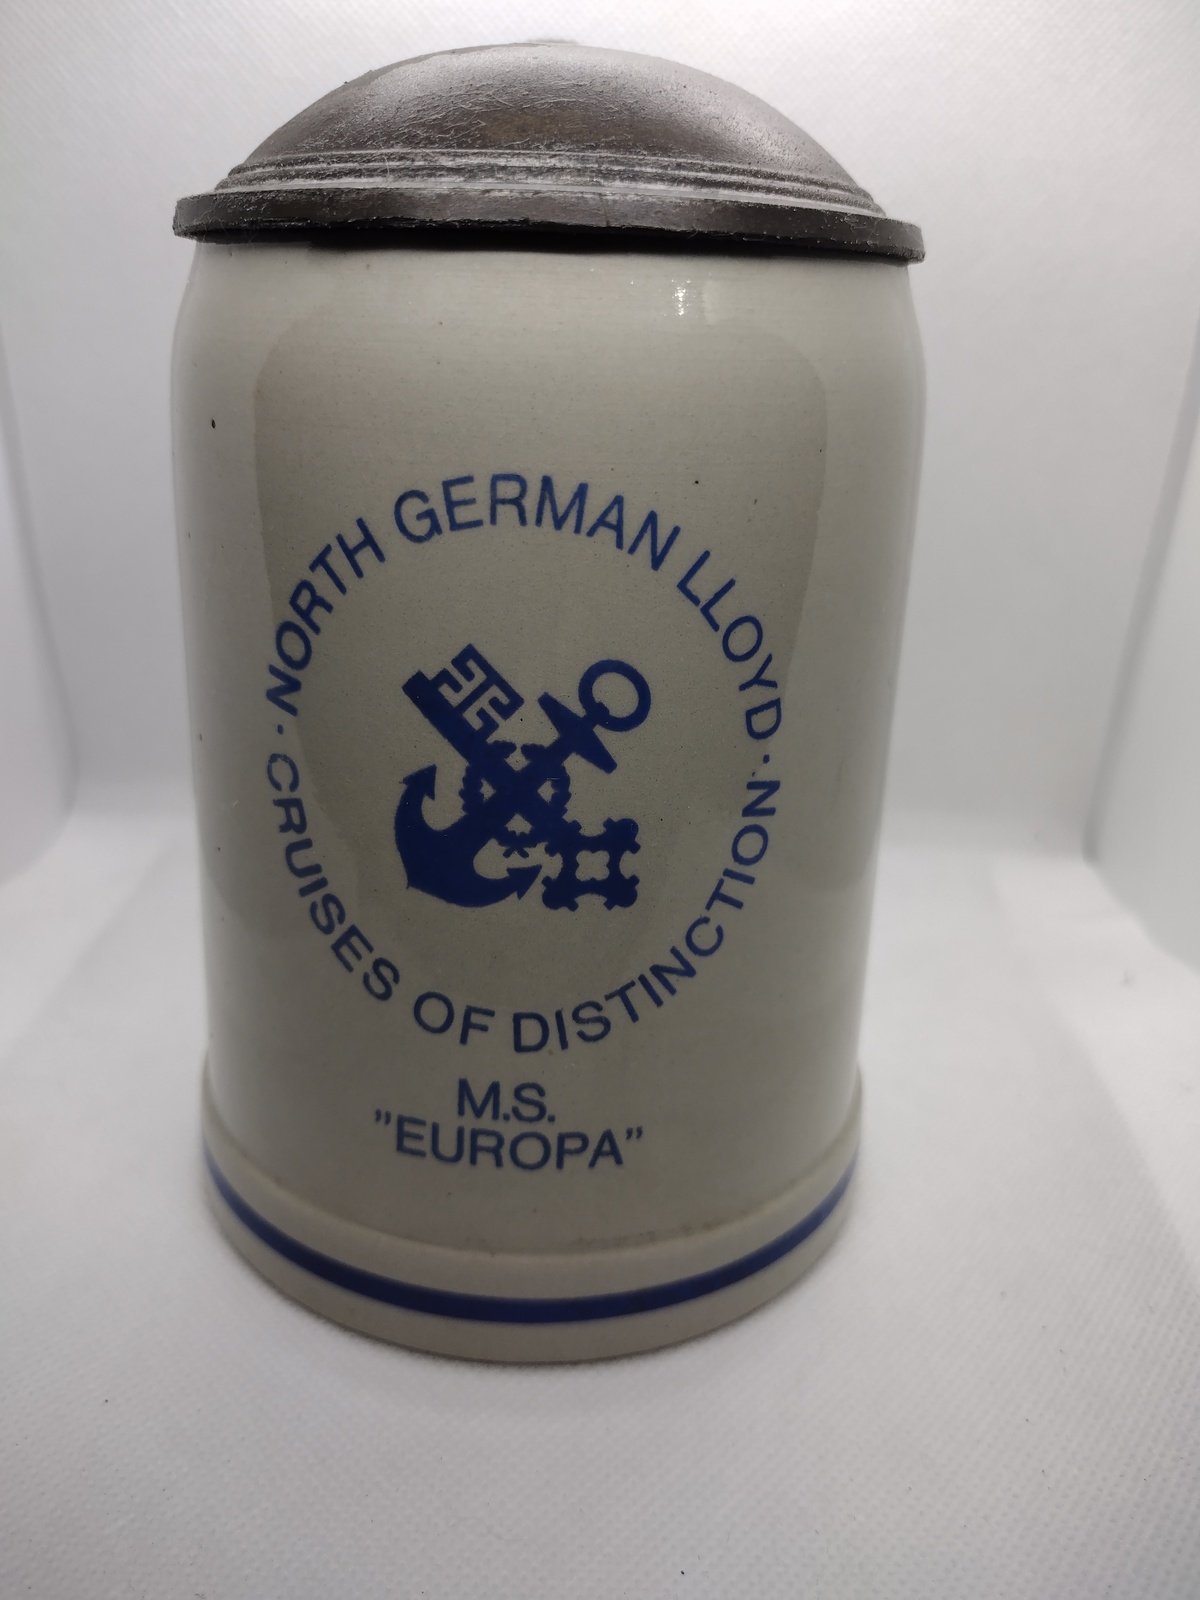 · NORTH GERMAN LLOYD ·
CRUISES OF DISTINCTION
M.S.
”EUROPA”